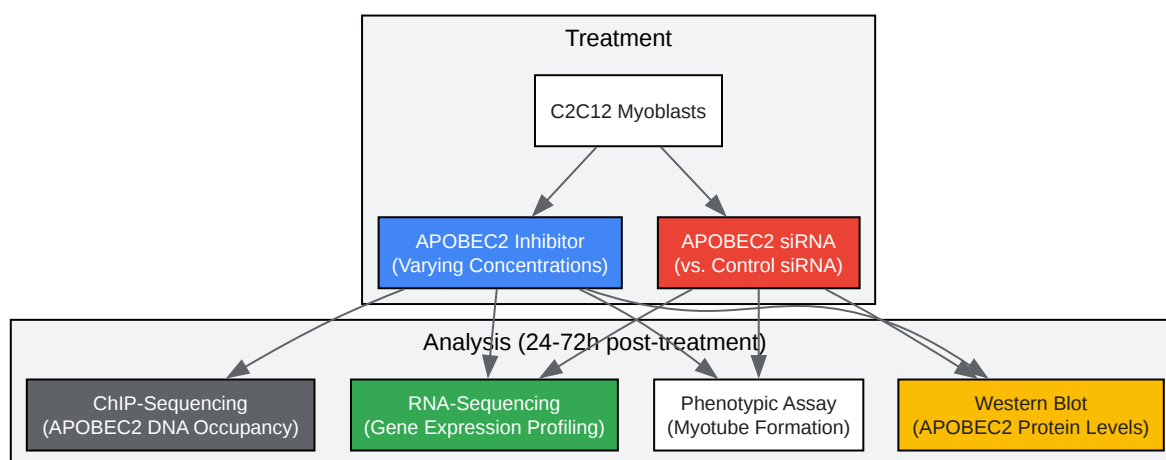 Treatment
C2C12 Myoblasts
APOBEC2 Inhibitor
(Varying Concentrations)
APOBEC2 siRNA
(vs. Control siRNA)
Analysis (24-72h post-treatment)
ChIP-Sequencing
(APOBEC2 DNA Occupancy)
RNA-Sequencing
(Gene Expression Profiling)
Phenotypic Assay
(Myotube Formation)
Western Blot
(APOBEC2 Protein Levels)